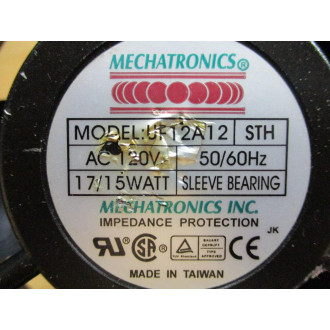 MECHATRONICS®
MODEL:UF12A12 STH
AC 120V 50/60Hz
17/15WATT SLEEVE BEARING
MECHATRONICS INC.
IMPEDANCE PROTECTION
JK
MADE IN TAIWAN